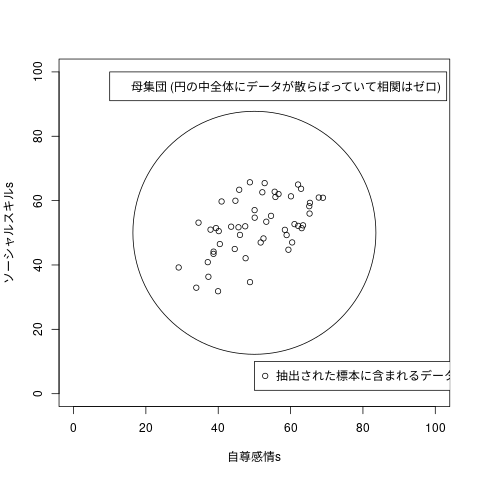 母集団 (円の中全体にデータが散らばっていて相関はゼロ)
ソーシャルスキルs
100
80
60
40
20
0
抽出された標本に含まれるデータ
0 20 40 60 80 100
自尊感情s